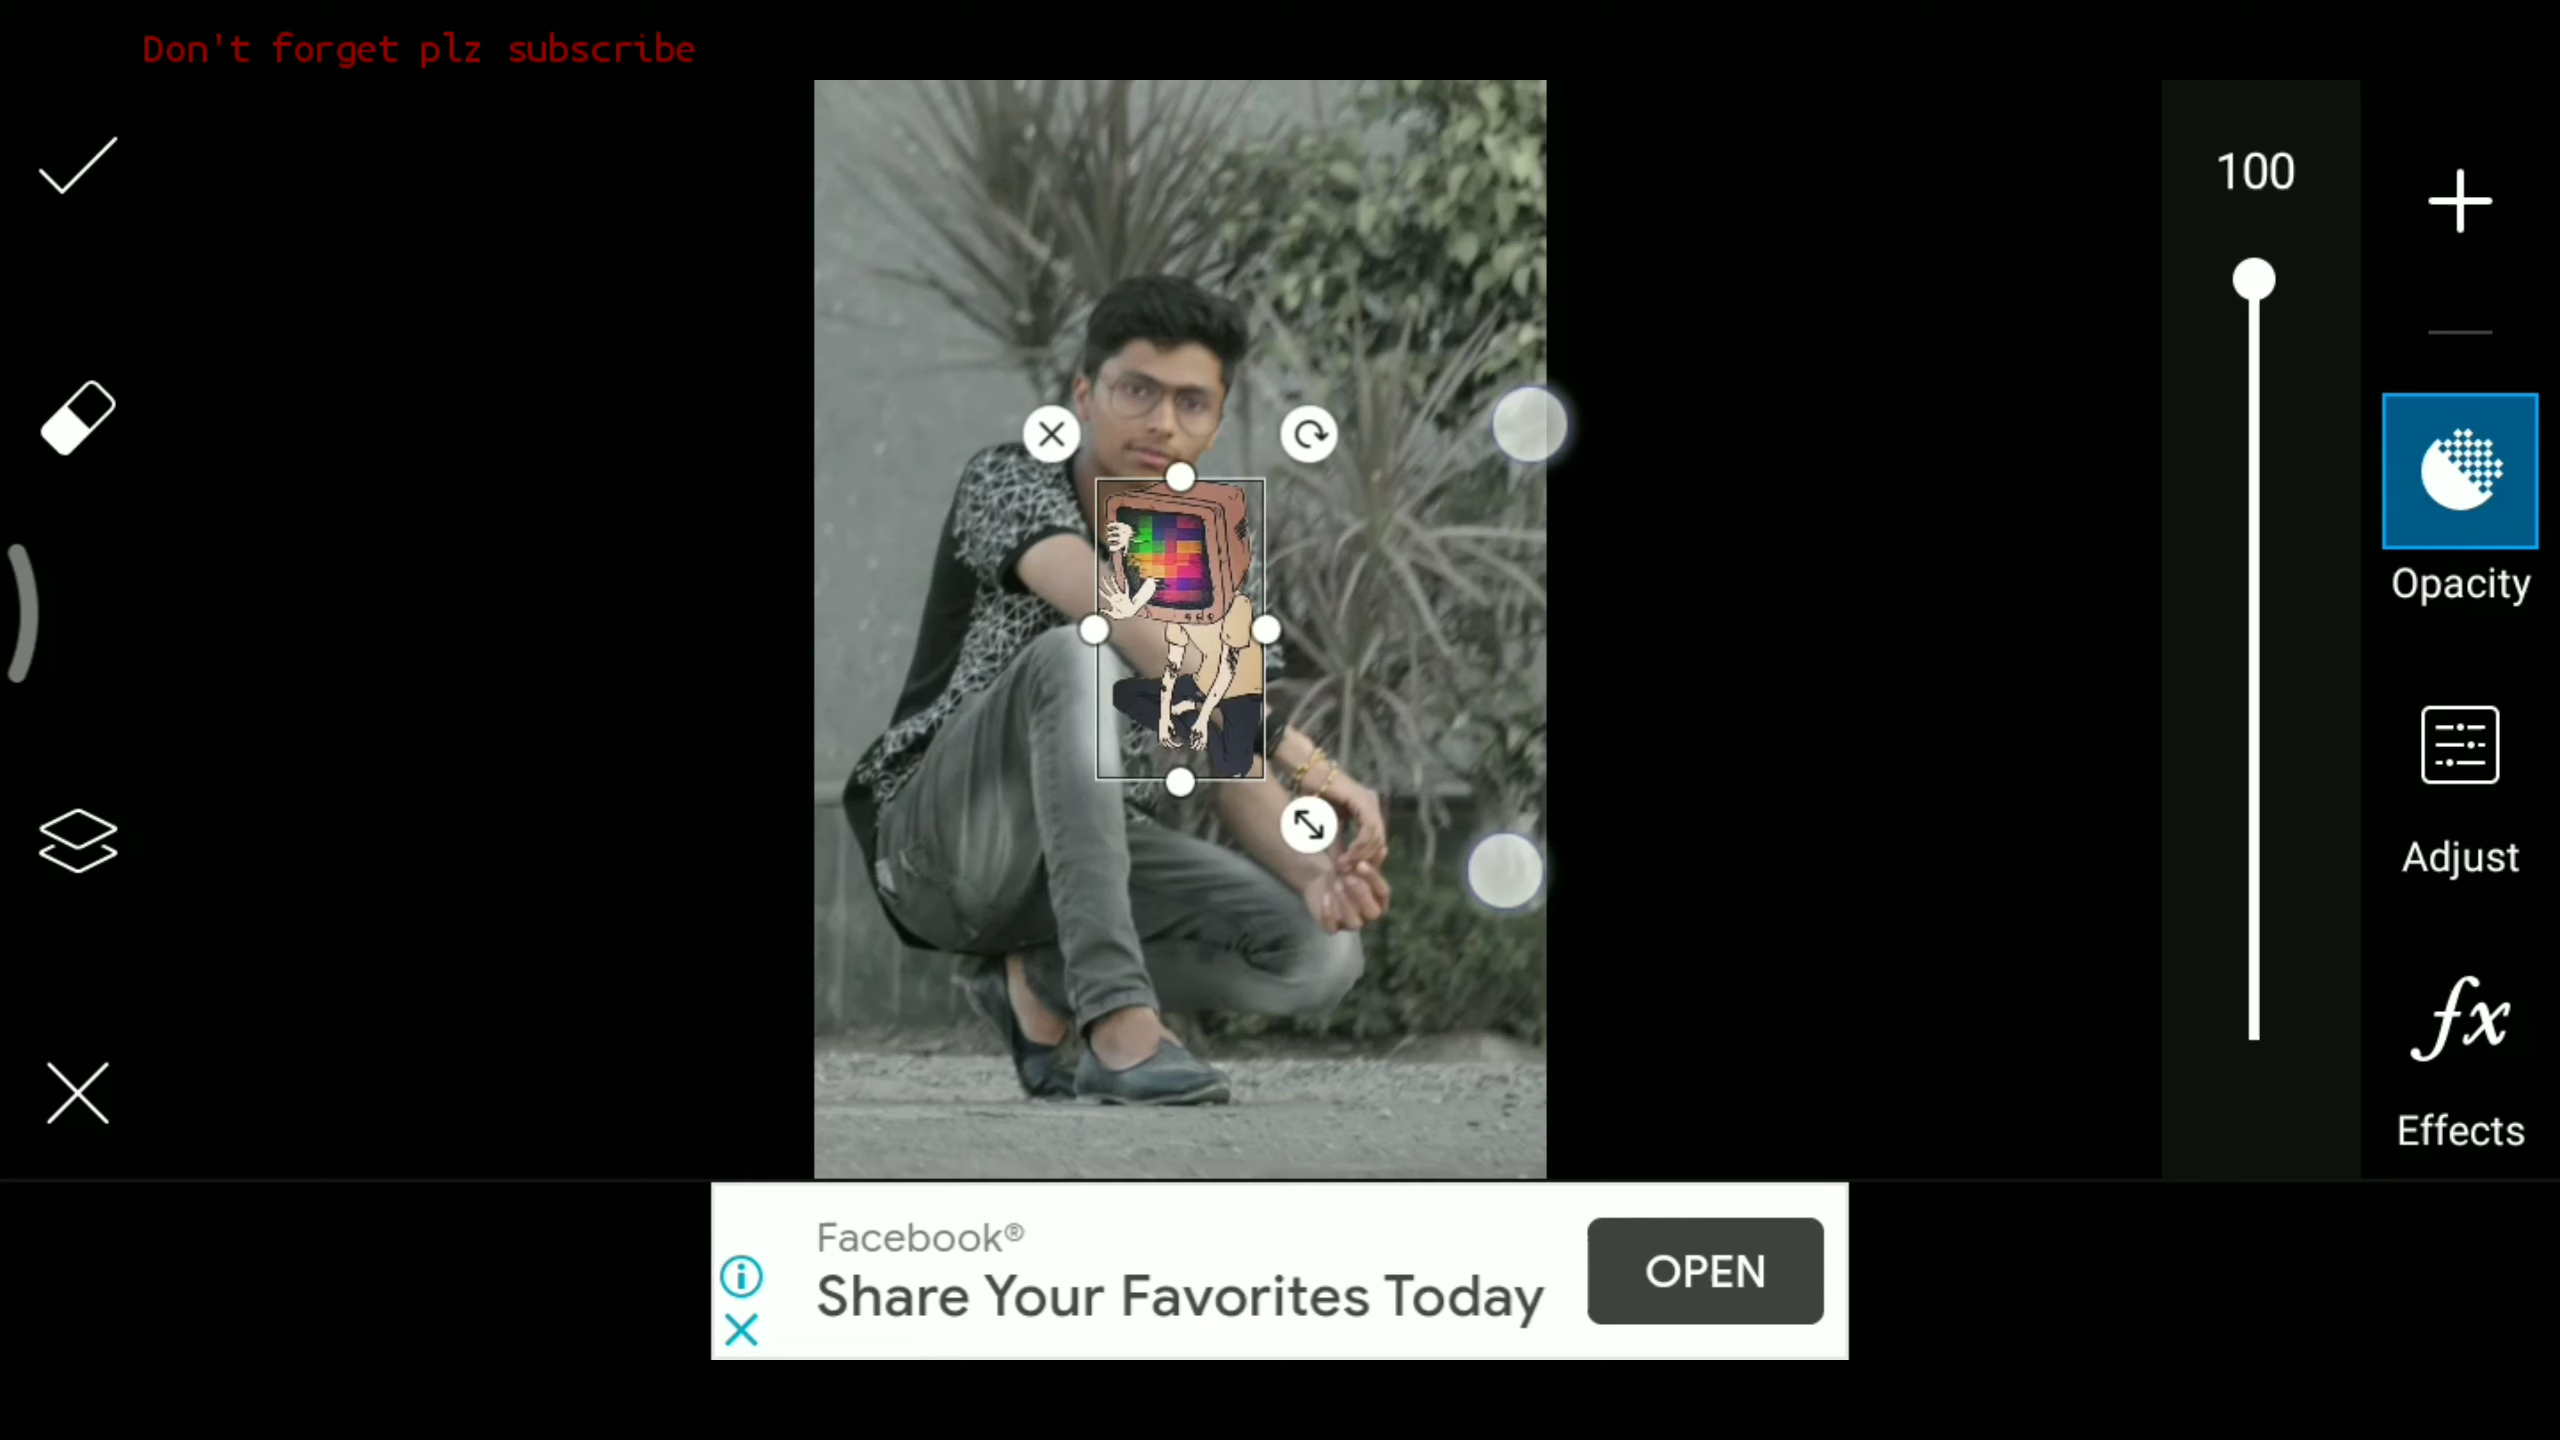 Don't forget plz subscribe
100
Opacity
Adjust
fx
Effects
Facebook®
Share Your Favorites Today
OPEN